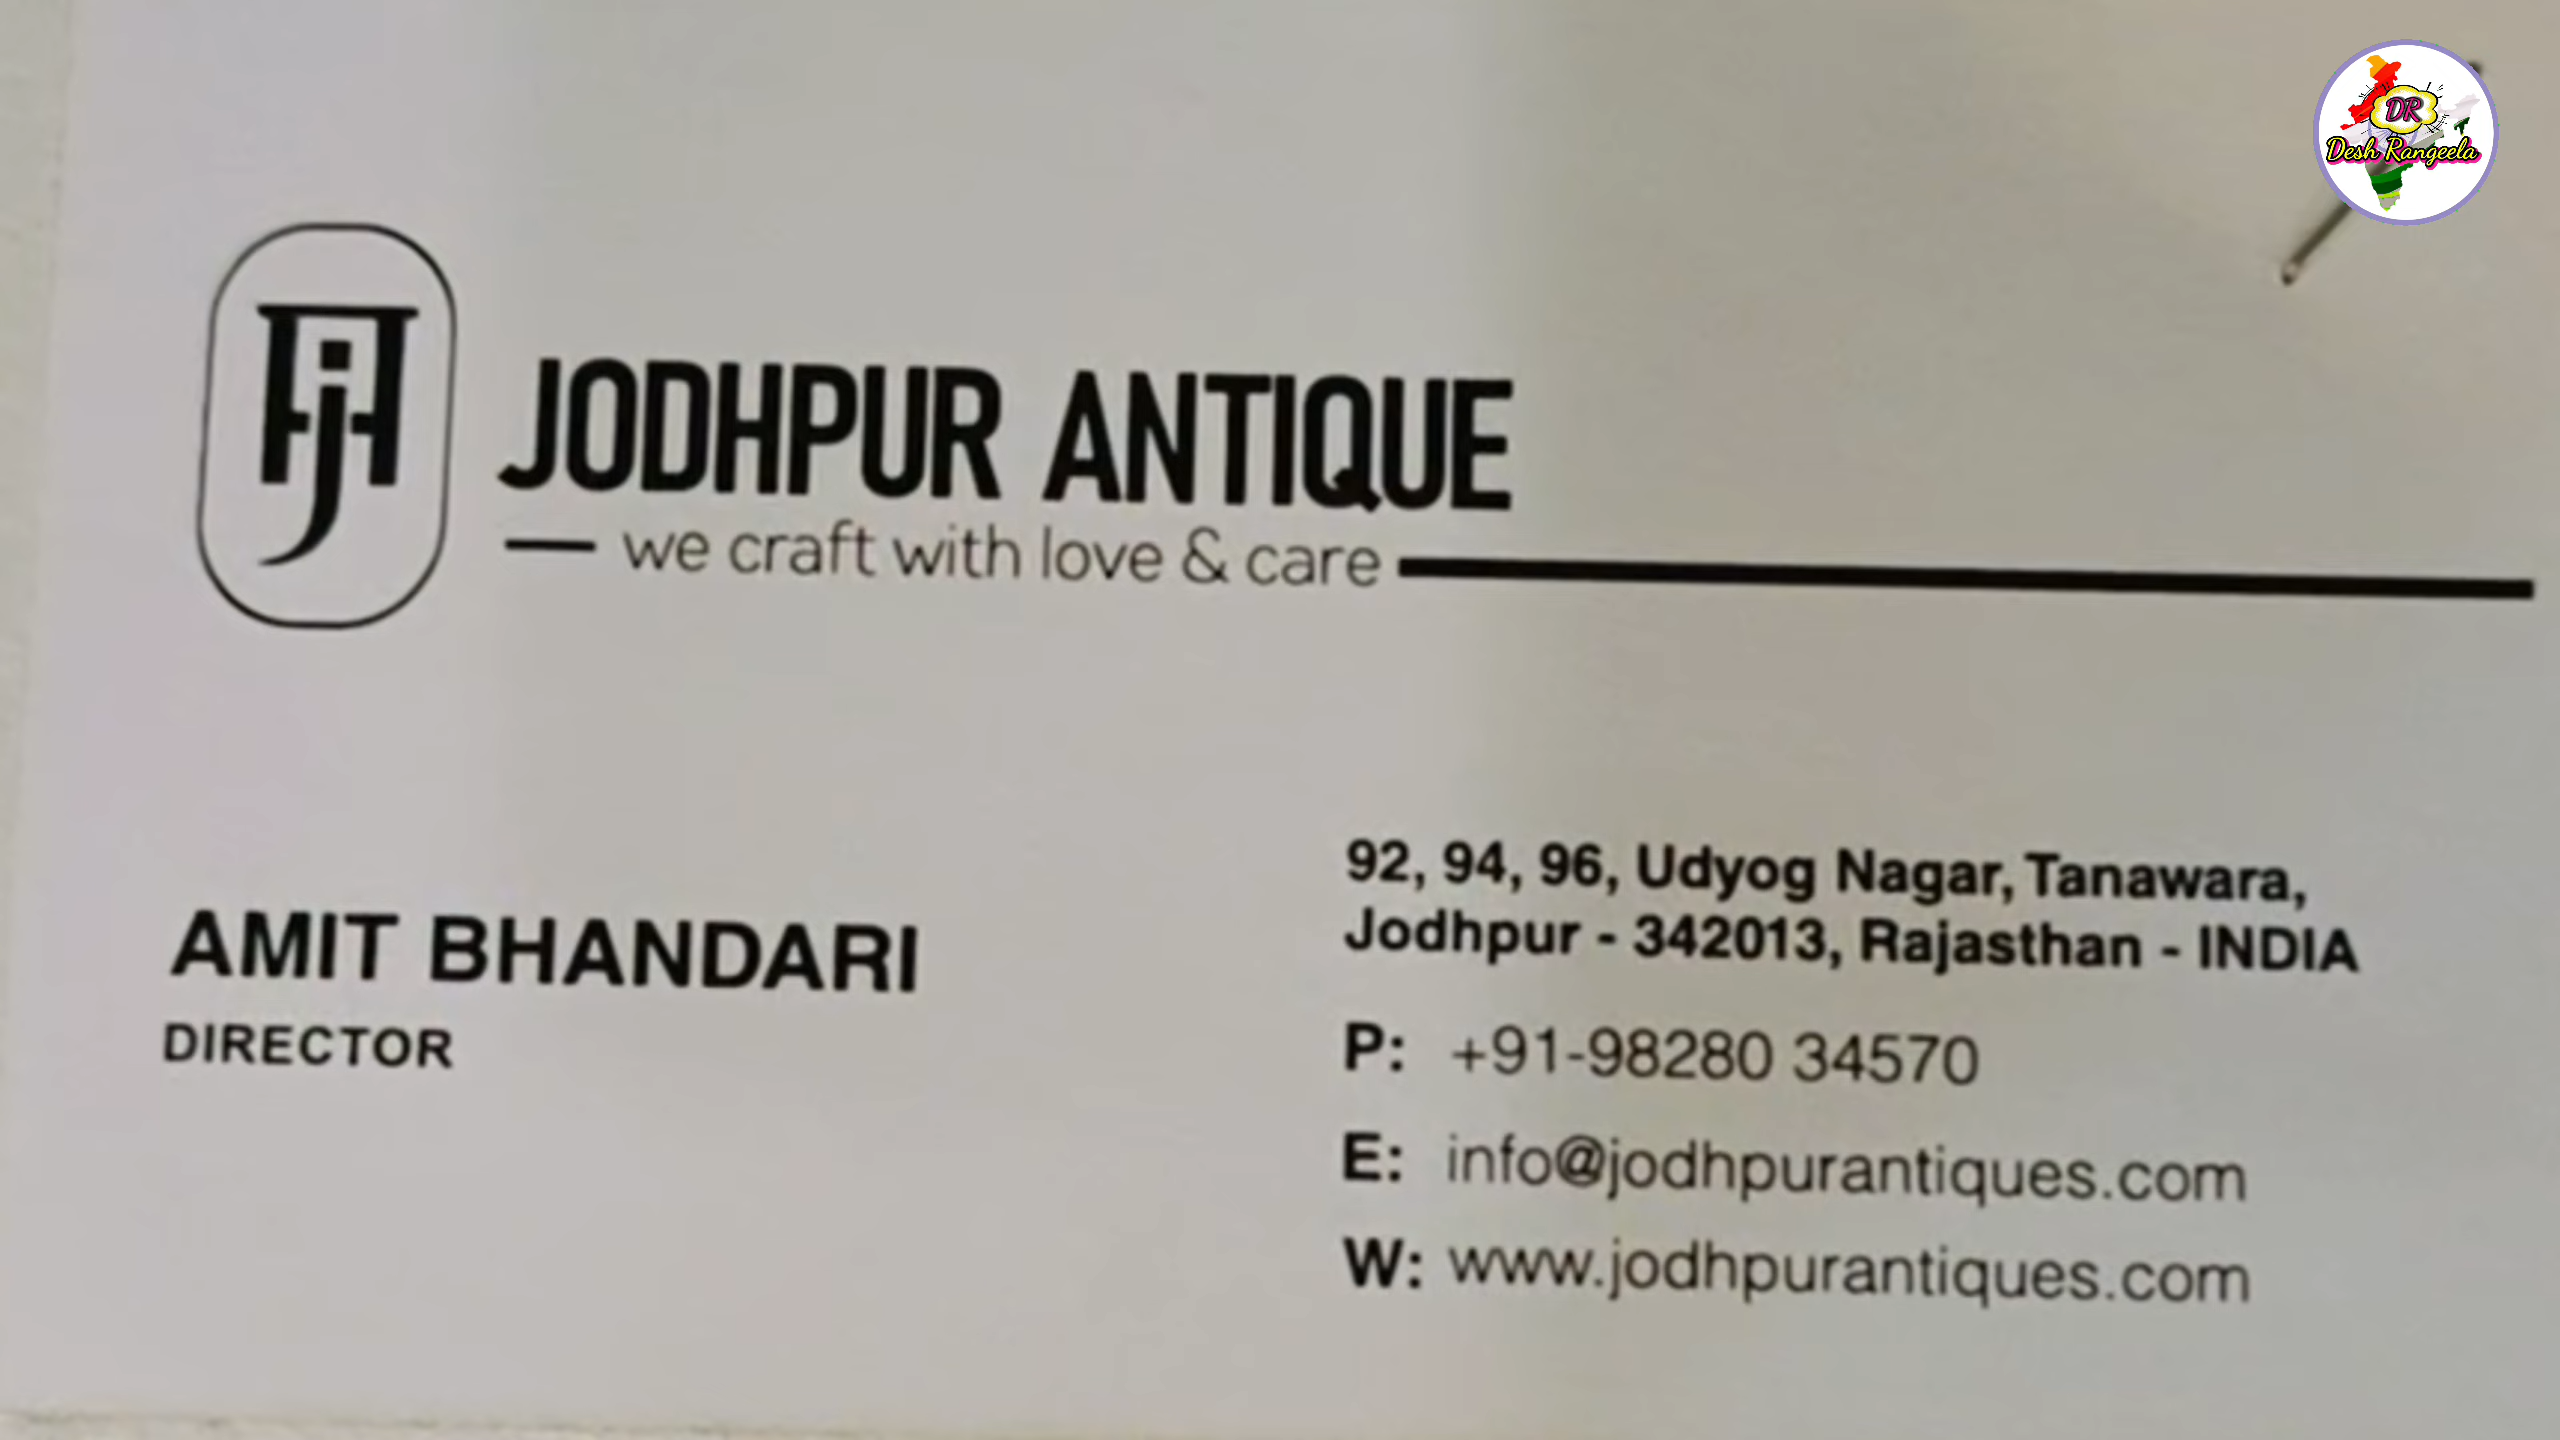 DR
Desh Rangeela
JODHPUR ANTIQUE
we craft with love & care
AMIT BHANDARI
DIRECTOR
92, 94, 96, Udyog Nagar, Tanawara,
Jodhpur - 342013, Rajasthan - INDIA
P: +91-98280 34570
E: info@jodhpurantiques.com
W: www.jodhpurantiques.com